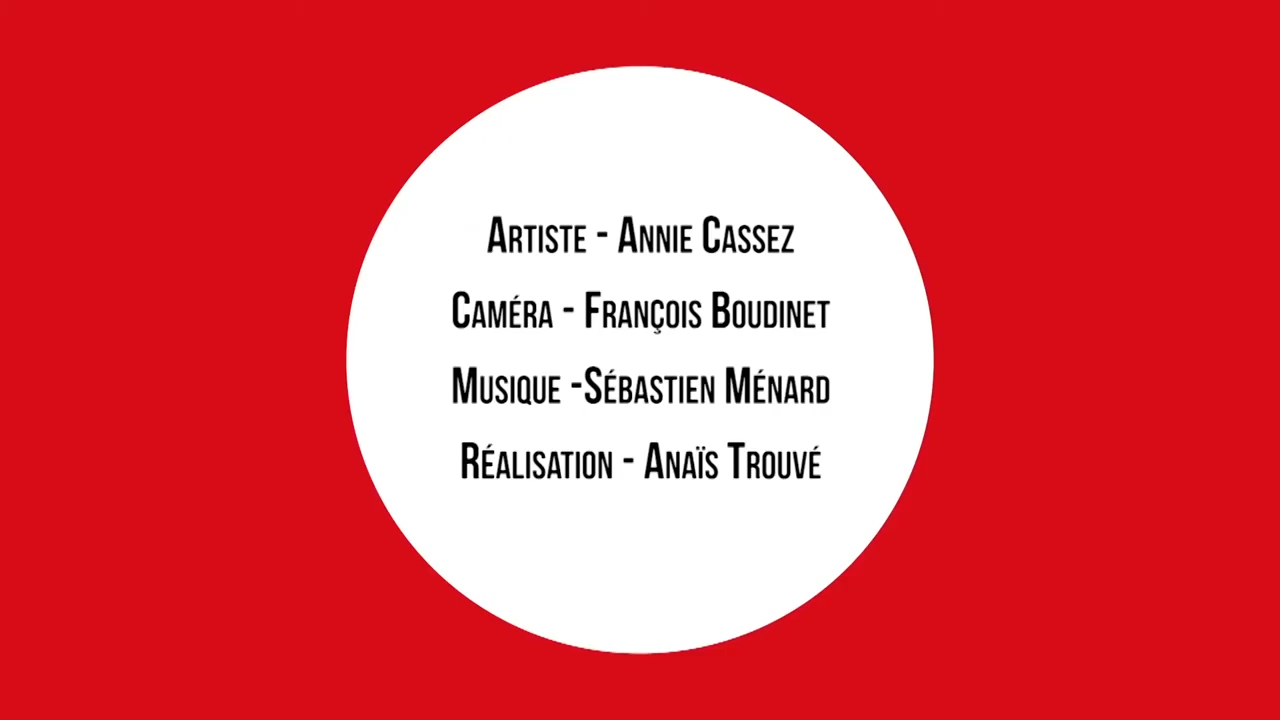 Artiste - Annie Cassez
Caméra - François Boudinet
Musique -Sébastien Ménard
Réalisation - Anaïs Trouvé